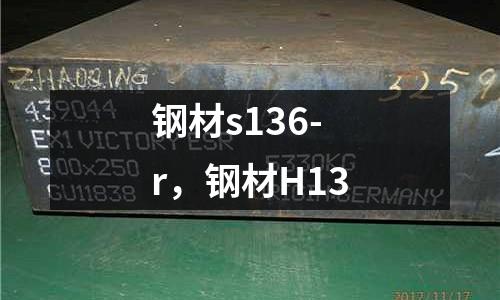 ZHAOQING
3259
439044
EX1 VICTORY ESR
800x250
5330KG
GU11838
GERMANY
钢材s136-
r，钢材H13
2017/11/17